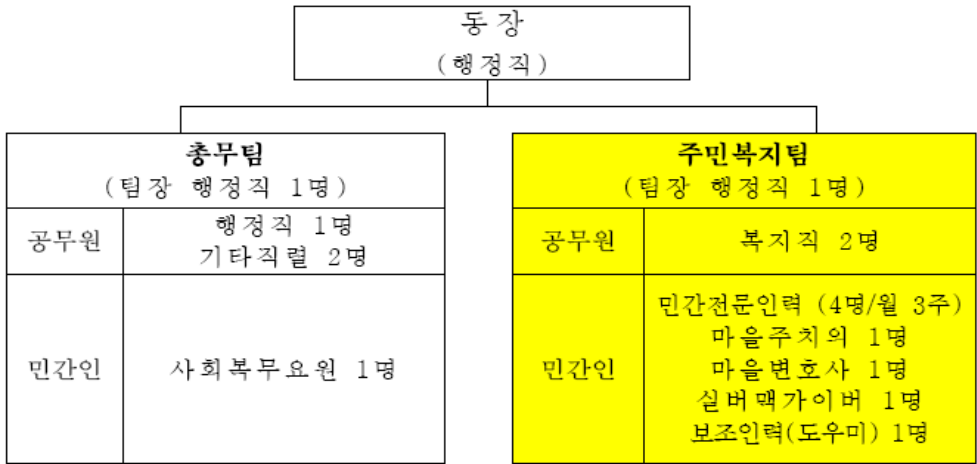 동 장
(행정직)
총무팀
(팀장 행정직 1명)
공무원
행정직 1명
기타직렬 2명
민간인
사회복무요원 1명
주민복지팀
(팀장 행정직 1명)
공무원
복지직 2명
민간인
민간전문인력 (4명/월 3주)
마을주치의 1명
마을변호사 1명
실버맥가이버 1명
보조인력(도우미) 1명